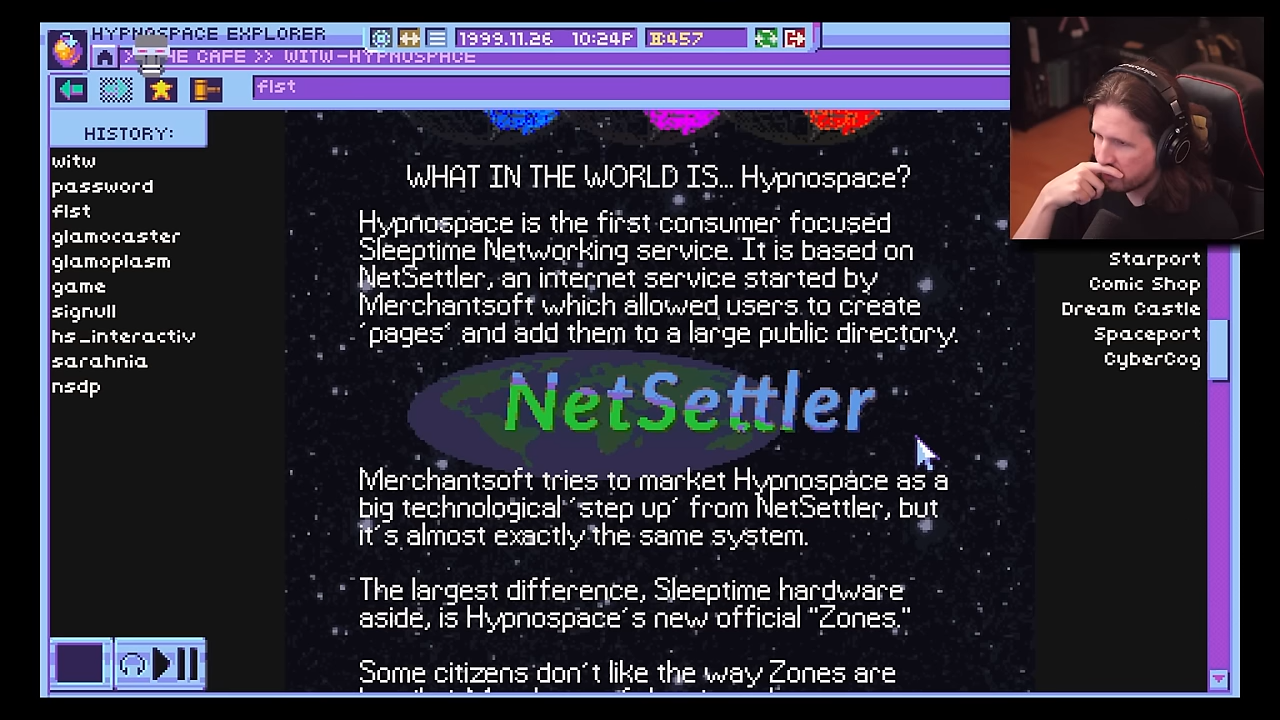 HYPNOSPACE EXPLORER
1999.11.26 10:24P
457
CAFE >> WITW-HYPNOSPACE
f1st
HISTORY:
witw
password
f1st
glamocaster
glamoplasm
game
signull
hs_interactiv
sarahnia
nsdp
WHAT IN THE WORLD IS... Hypnospace?
Hypnospace is the first consumer focused
Sleeptime Networking service. It is based on
NetSettler, an internet service started by
Merchantsoft which allowed users to create
'pages' and add them to a large public directory.
NetSettler
Merchantsoft tries to market Hypnospace as a
big technological 'step up' from NetSettler, but
it's almost exactly the same system.
The largest difference, Sleeptime hardware
aside, is Hypnospace's new official "Zones."
Some citizens don't like the way Zones are
Starport
Comic Shop
Dream Castle
Spaceport
CyberCog